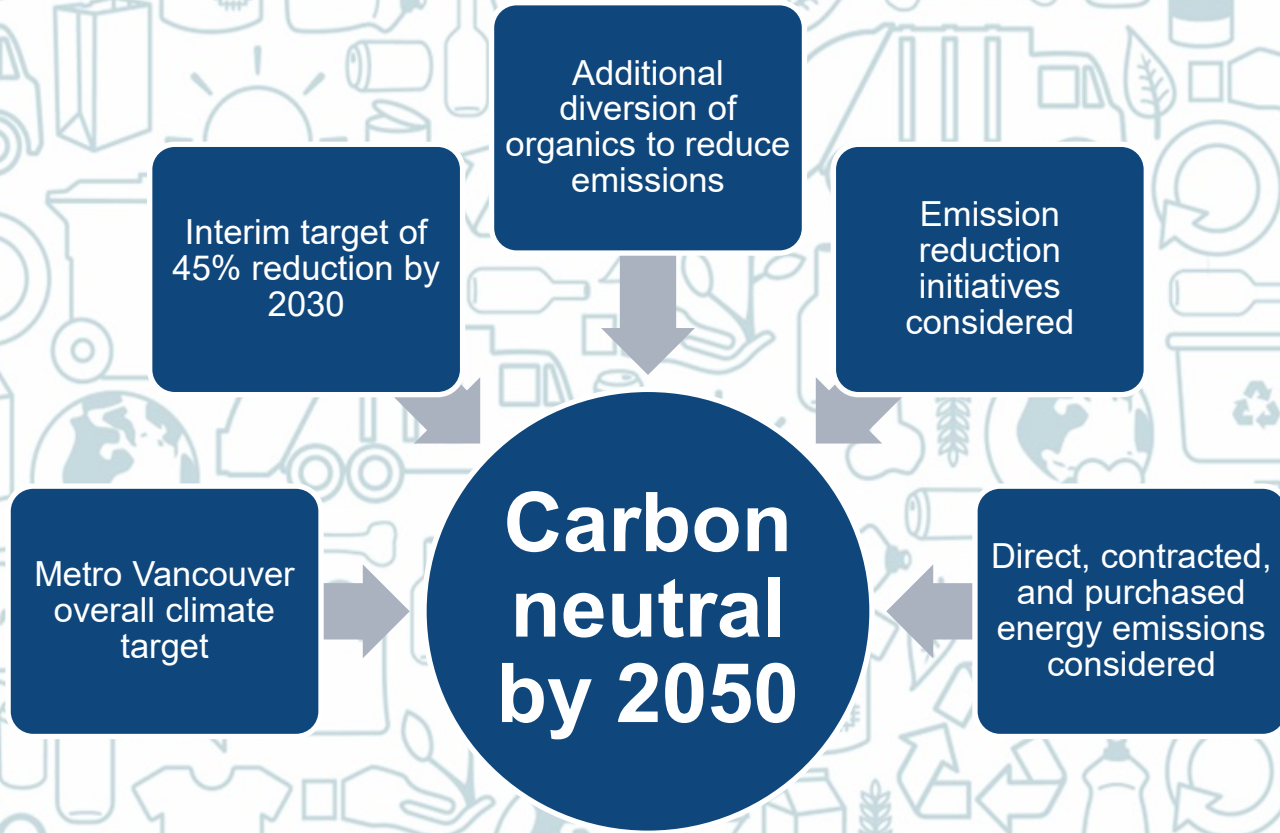 Additional
diversion of
organics to reduce
emissions
Interim target of
45% reduction by
2030
Emission
reduction
initiatives
considered
Metro Vancouver
overall climate
target
Direct, contracted,
and purchased
energy emissions
considered
Carbon
neutral
by 2050